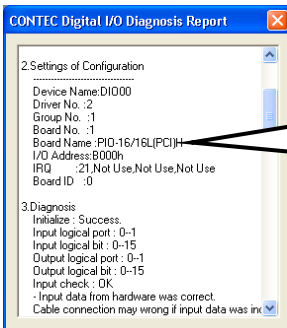 CONTEC Digital I/O Diagnosis Report
2.Settings of Configuration
----------------------------------
Device Name:DIO00
Driver No. :2
Group No. :1
Board No. :1
Board Name :PIO-16/16L(PCI)H
I/O Address:B000h
IRQ :21,Not Use,Not Use,Not Use
Board ID :0
3.Diagnosis
Initialize : Success.
Input logical port : 0--1
Input logical bit : 0--15
Output logical port : 0--1
Output logical bit : 0--15
Input check : OK
- Input data from hardware was correct.
Cable connection may wrong if input data was